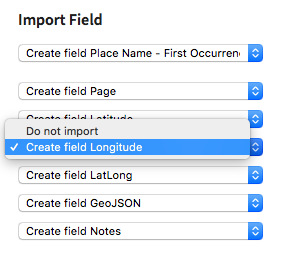 Import Field
Create field Place Name - First Occurren
Create field Page
Create field Latitude
Do not import
✓ Create field Longitude
Create field LatLong
Create field GeoJSON
Create field Notes